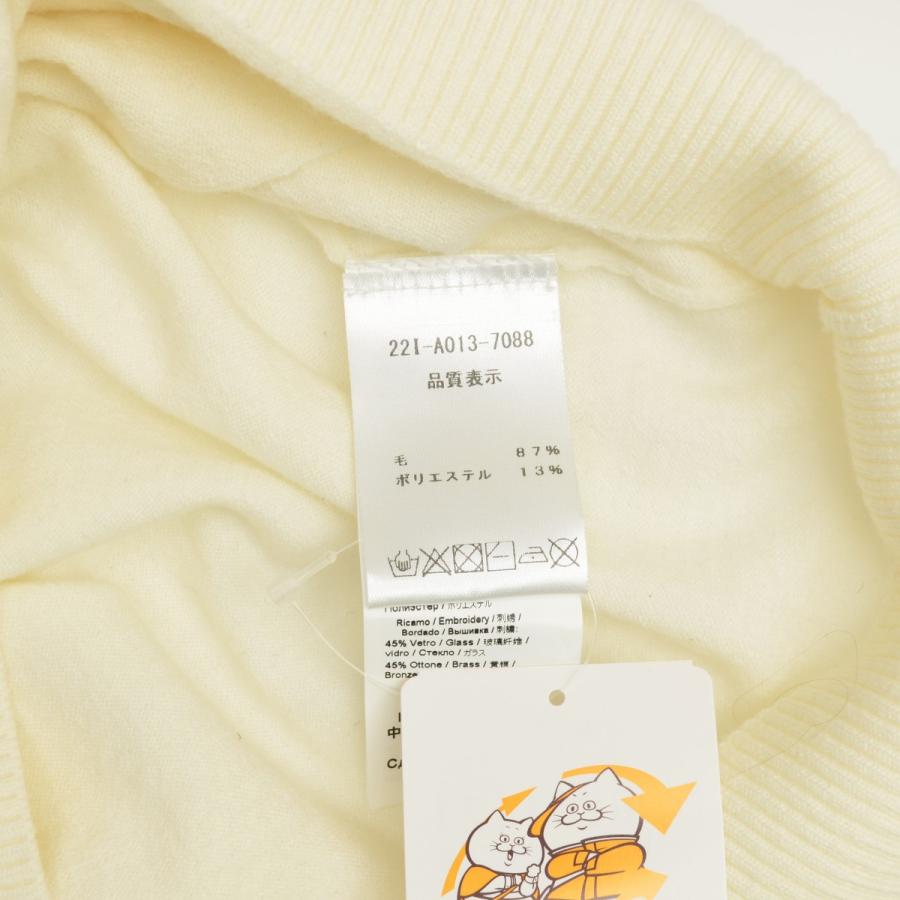 22I-A013-7088
品質表示
毛 87%
ポリエステル 13%
Полиэстер / ポリエステル
Ricamo / Embroidery / 刺绣 /
Bordado / Вышивка / 刺繍:
45% Vetro / Glass / 玻璃纤维 /
vidro / Стекло / ガラス
45% Ottone / Brass / 黄铜 /
Bronze
中
СД